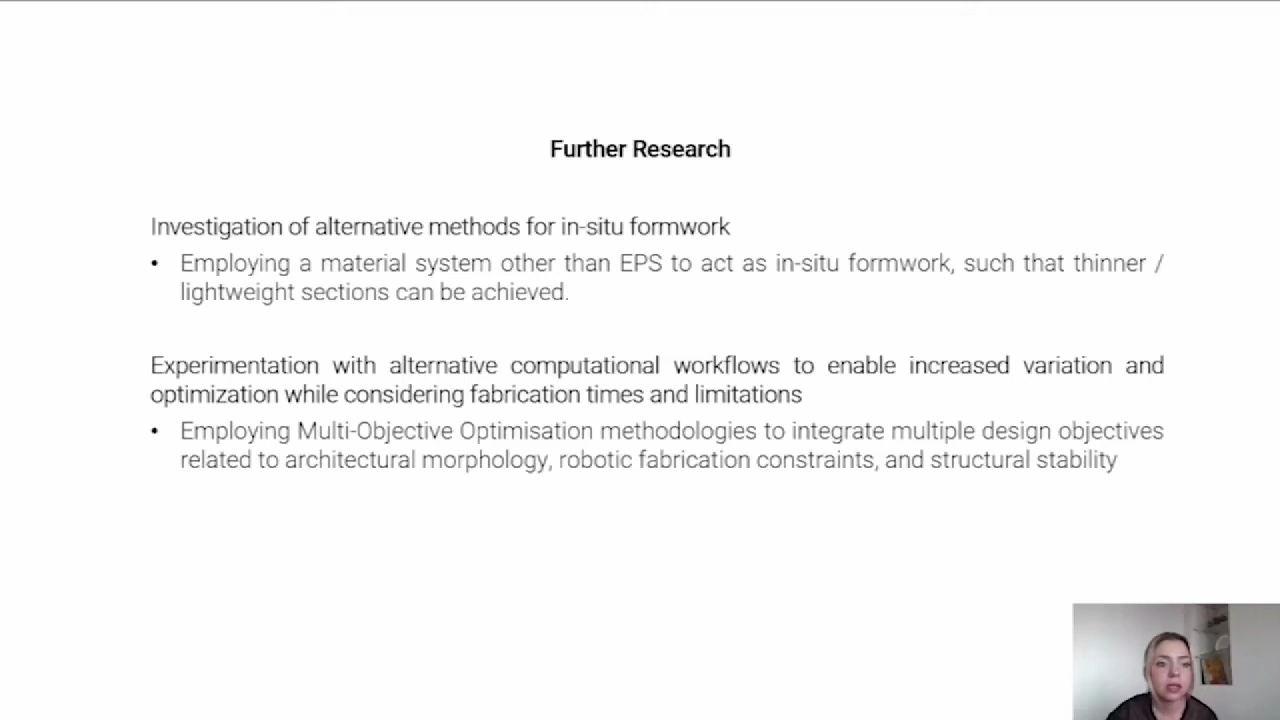 Further Research
Investigation of alternative methods for in-situ formwork
• Employing a material system other than EPS to act as in-situ formwork, such that thinner /
lightweight sections can be achieved.
Experimentation with alternative computational workflows to enable increased variation and
optimization while considering fabrication times and limitations
• Employing Multi-Objective Optimisation methodologies to integrate multiple design objectives
related to architectural morphology, robotic fabrication constraints, and structural stability